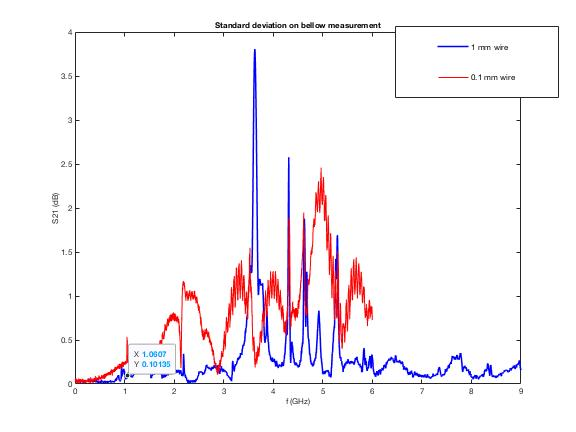 Standard deviation on bellow measurement
1 mm wire
0.1 mm wire
4
3.5
3
2.5
2
1.5
1
0.5
0
S21 (dB)
X 1.0607
Y 0.10135
0 1 2 3 4 5 6 7 8 9
f (GHz)